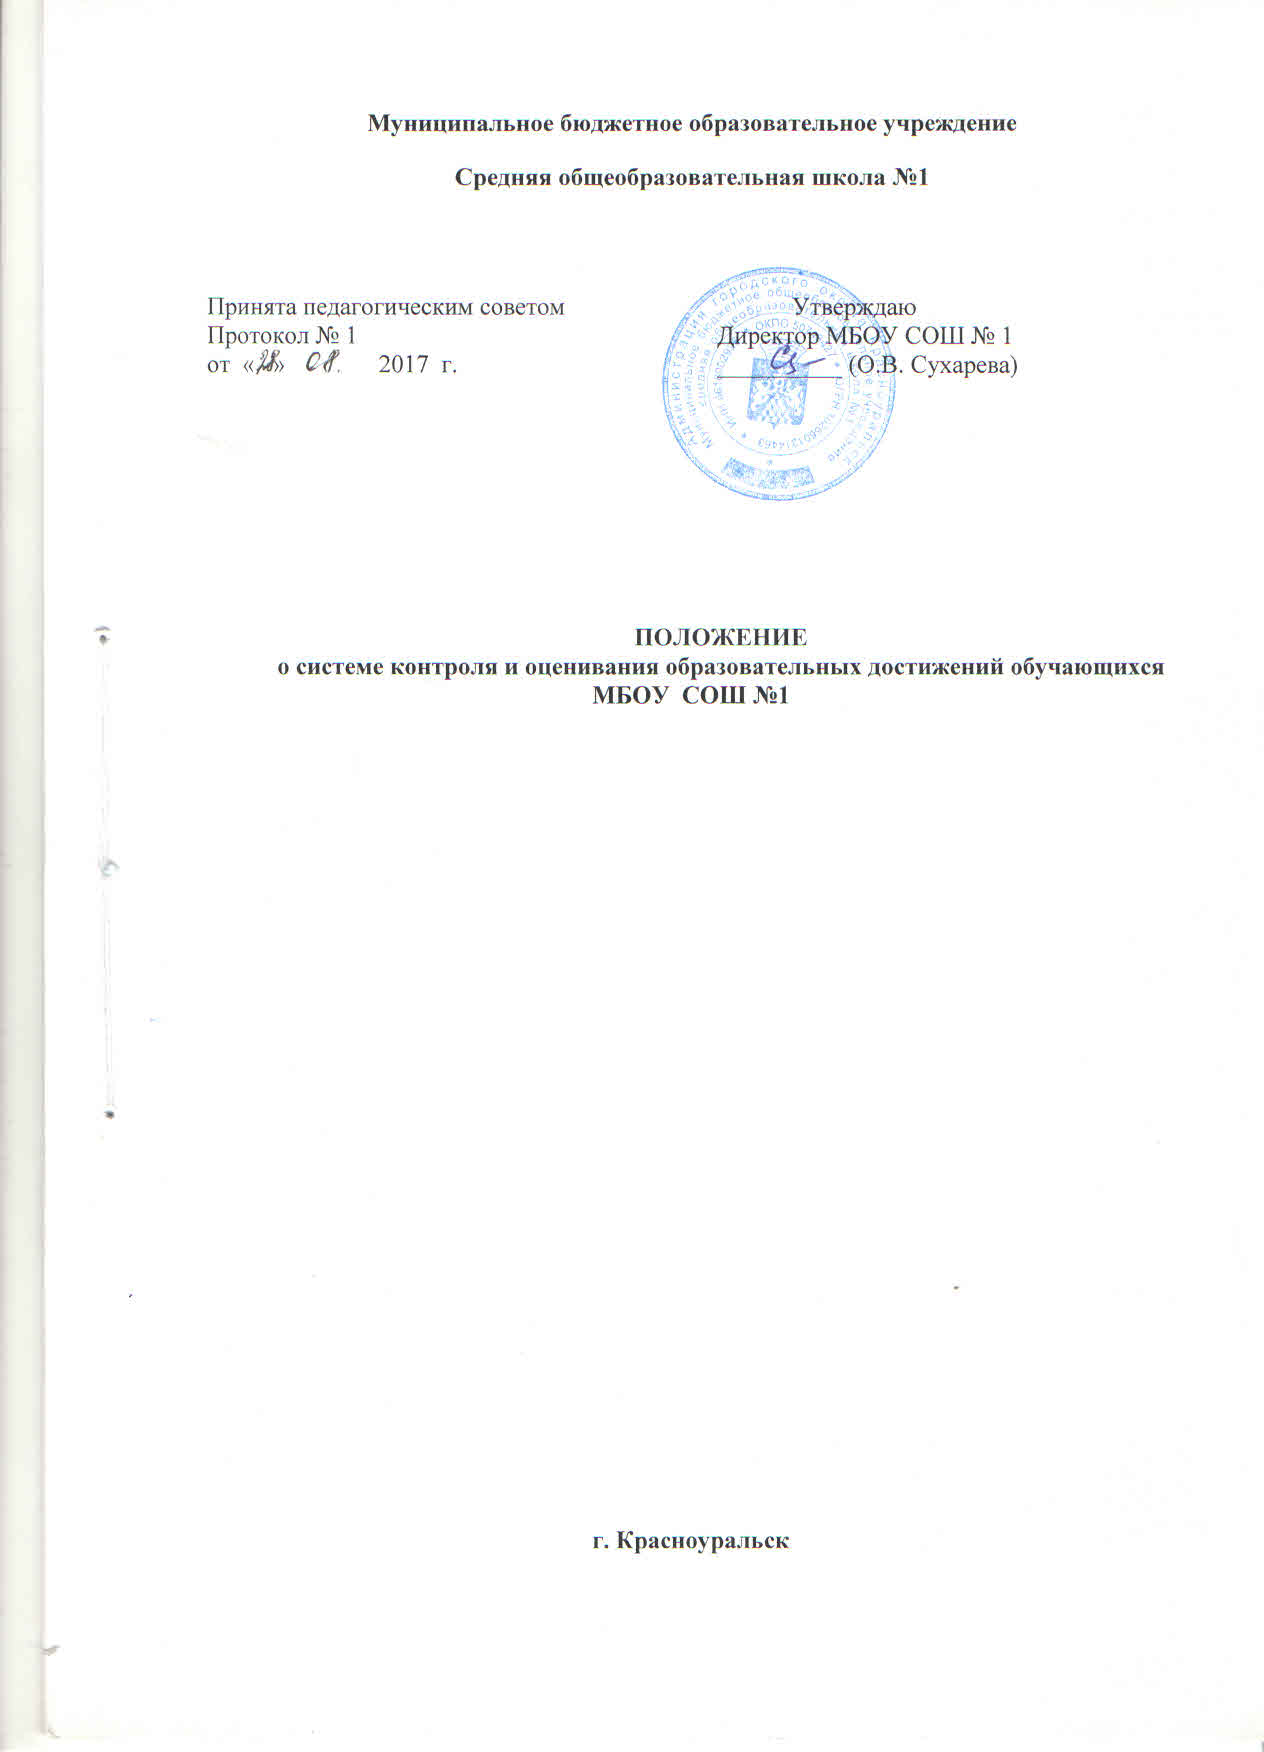 Муниципальное бюджетное образовательное учреждение
Средняя общеобразовательная школа №1
Принята педагогическим советом
Протокол № 1
от «28» 08. 2017 г.
Утверждаю
Директор МБОУ СОШ № 1
(О.В. Сухарева)
ПОЛОЖЕНИЕ
о системе контроля и оценивания образовательных достижений обучающихся
МБОУ СОШ №1
г. Красноуральск